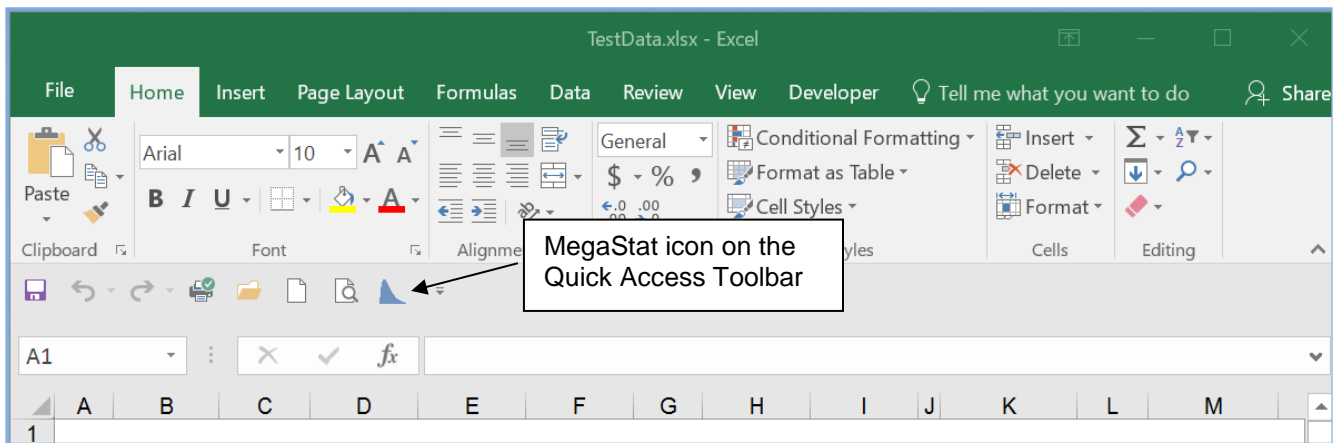 TestData.xlsx - Excel
File Home Insert Page Layout Formulas Data Review View Developer Tell me what you want to do Share
Arial 10 A A General Conditional Formatting Insert Σ A Z
Paste $ % , Format as Table Delete
B I U A .0 .00 Cell Styles Format
Clipboard Font Editing Cells
MegaStat icon on the
Quick Access Toolbar
A1 fx
A B C D E F G H I J K L M
1